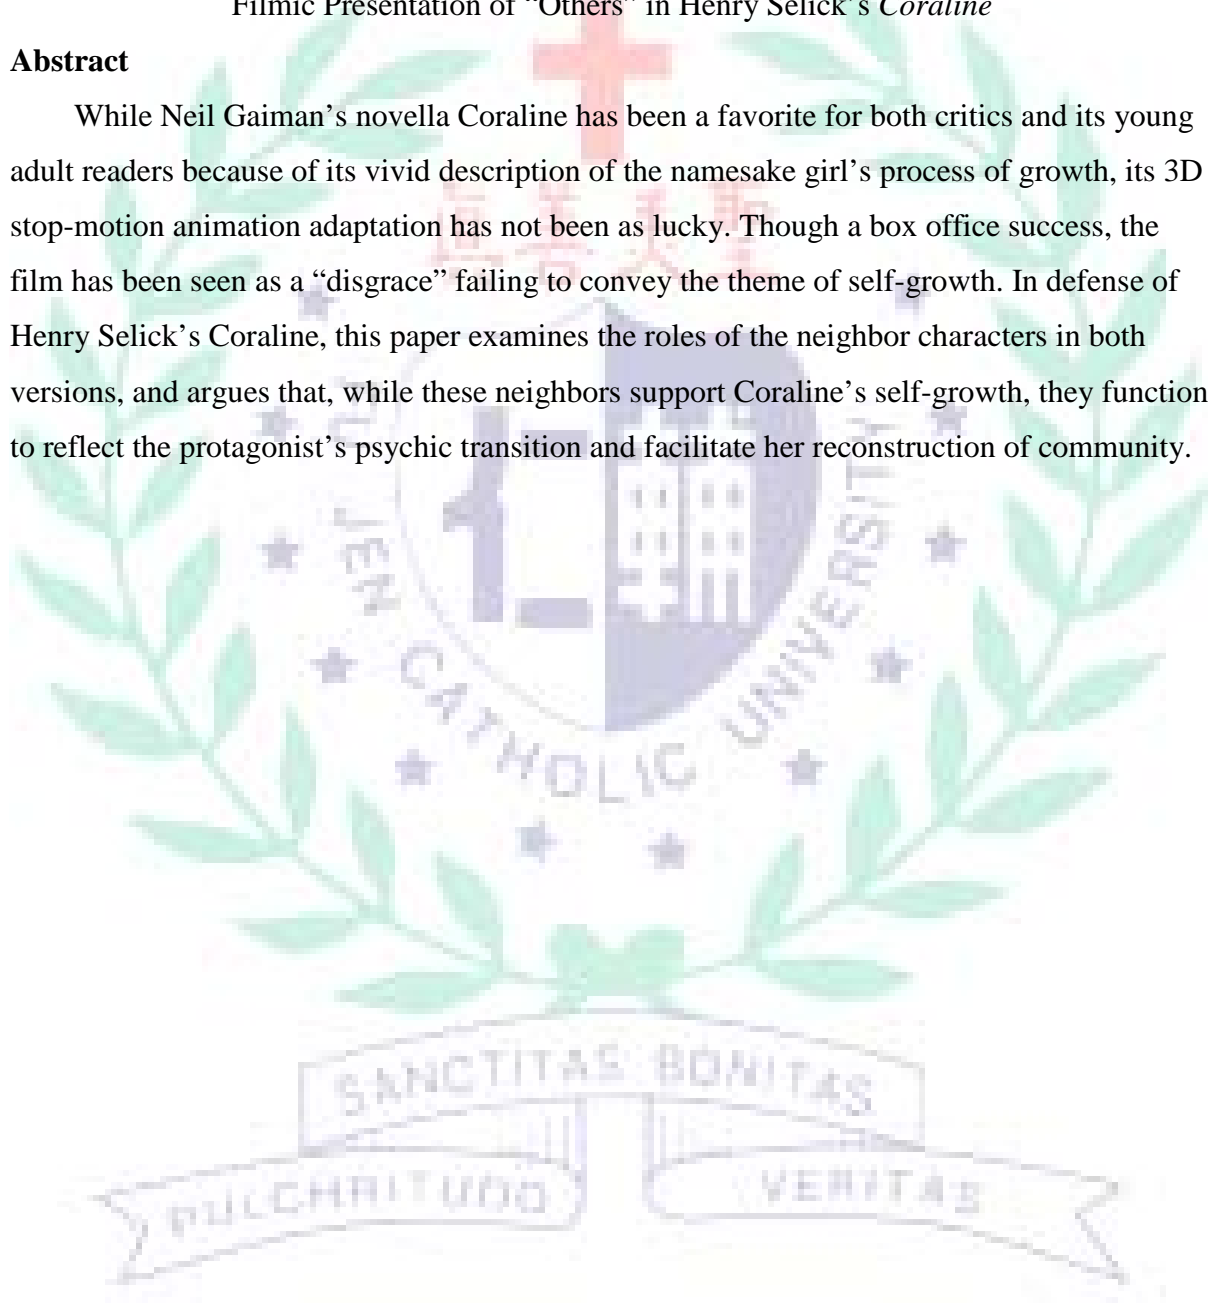 Filmic Presentation of “Others” in Henry Selick’s Coraline
Abstract
While Neil Gaiman’s novella Coraline has been a favorite for both critics and its young
adult readers because of its vivid description of the namesake girl’s process of growth, its 3D
stop-motion animation adaptation has not been as lucky. Though a box office success, the
film has been seen as a “disgrace” failing to convey the theme of self-growth. In defense of
Henry Selick’s Coraline, this paper examines the roles of the neighbor characters in both
versions, and argues that, while these neighbors support Coraline’s self-growth, they function
to reflect the protagonist’s psychic transition and facilitate her reconstruction of community.
JEN CATHOLIC UNIVERSITY
SANCTITAS BONITAS
PULCHRITUDO VERITAS